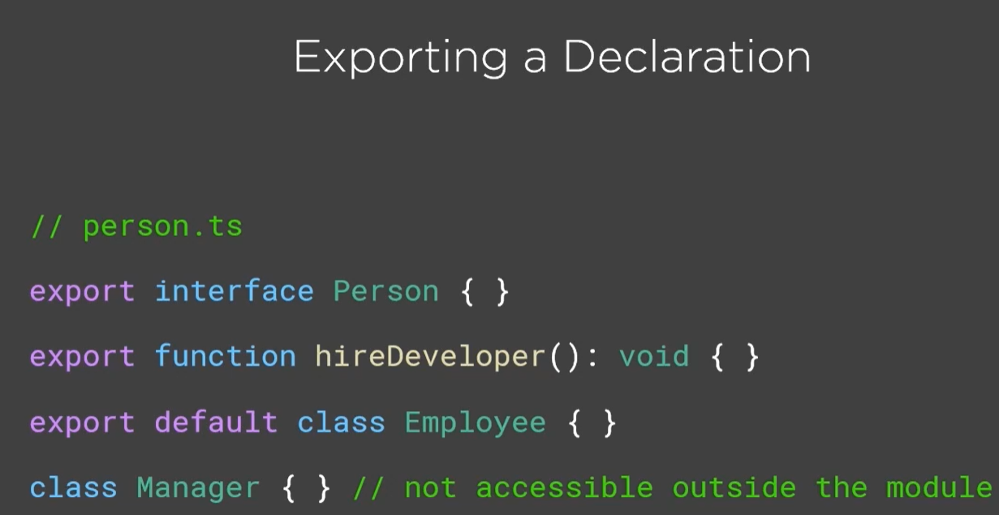 Exporting a Declaration
// person.ts
export interface Person { }
export function hireDeveloper(): void { }
export default class Employee { }
class Manager { } // not accessible outside the module